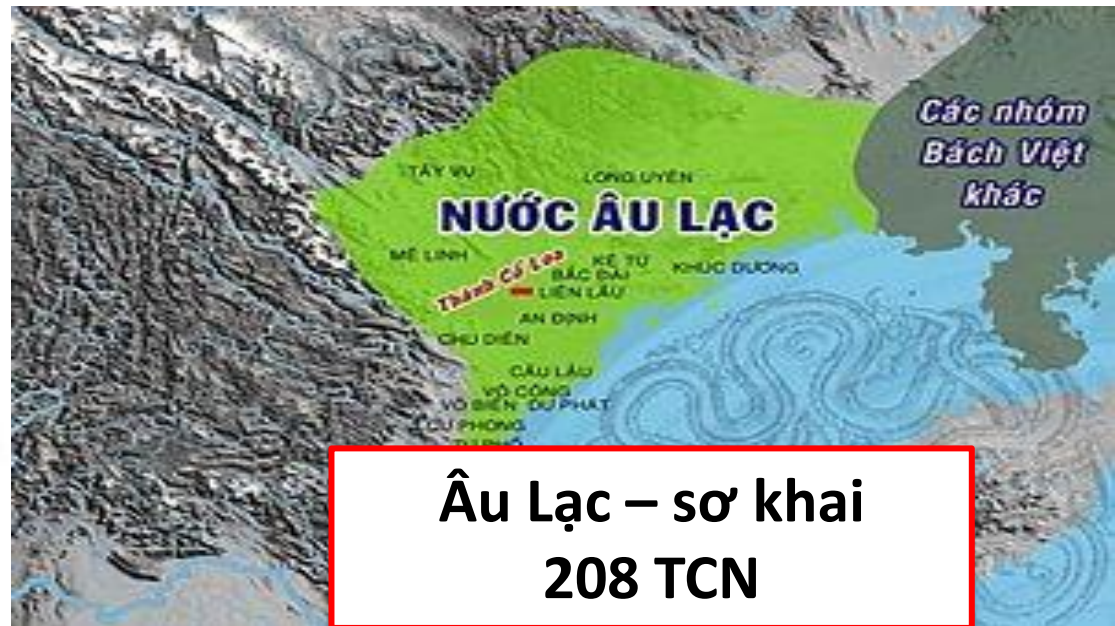 Các nhóm
Bách Việt
khác
TÂY VU
LONG UYÊN
NƯỚC ÂU LẠC
MÊ LINH
Thành Cổ Loa
KÊ TỪ
BẮC ĐÁI
KHÚC DƯƠNG
LIÊN LÂU
AN ĐỊNH
CHU DIÊN
CÂU LÂU
VÔ CÔNG
VÔ BIÊN
DƯ PHÁT
CƯ PHONG
Âu Lạc – sơ khai
208 TCN